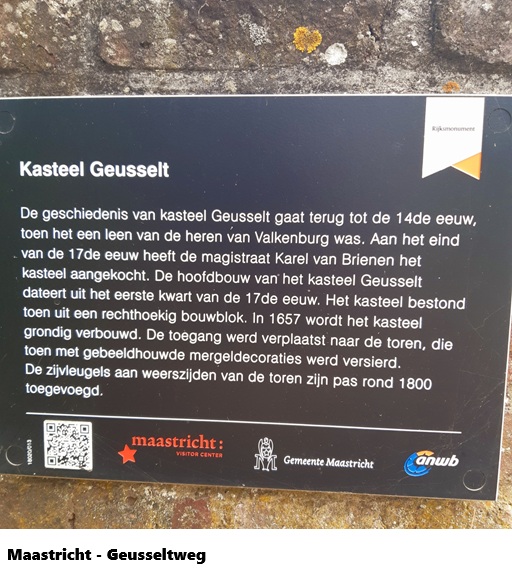 Rijksmonument
Kasteel Geusselt
De geschiedenis van kasteel Geusselt gaat terug tot de 14de eeuw,
toen het een leen van de heren van Valkenburg was. Aan het eind
van de 17de eeuw heeft de magistraat Karel van Brienen het
kasteel aangekocht. De hoofdbouw van het kasteel Geusselt
dateert uit het eerste kwart van de 17de eeuw. Het kasteel bestond
toen uit een rechthoekig bouwblok. In 1657 wordt het kasteel
grondig verbouwd. De toegang werd verplaatst naar de toren, die
toen met gebeeldhouwde mergeldecoraties werd versierd.
De zijvleugels aan weerszijden van de toren zijn pas rond 1800
toegevoegd.
18020/013
maastricht:
VISITOR CENTER
Gemeente Maastricht
anwb
Maastricht - Geusseltweg